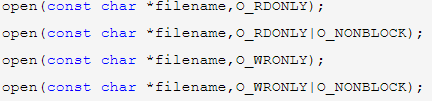 open(const char *filename,O_RDONLY);
open(const char *filename,O_RDONLY|O_NONBLOCK);
open(const char *filename,O_WRONLY);
open(const char *filename,O_WRONLY|O_NONBLOCK);